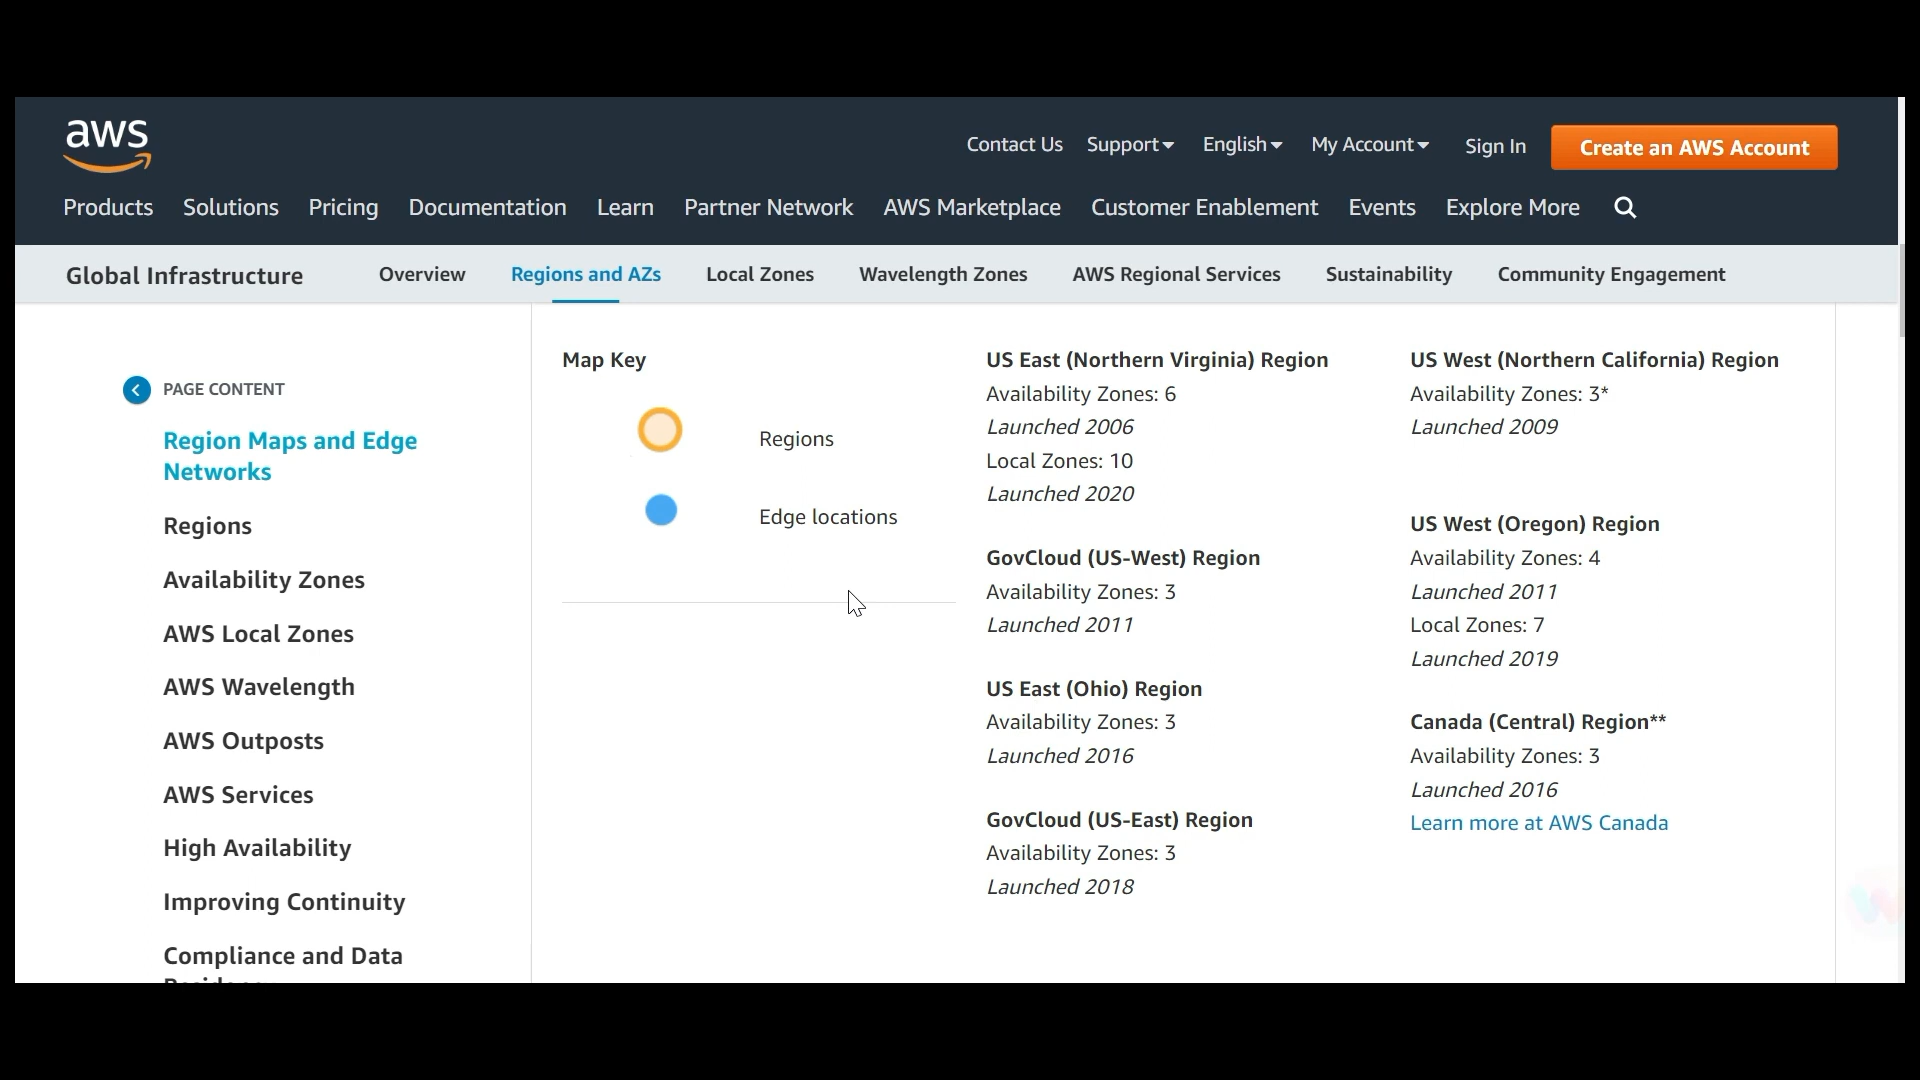 aws
Contact Us
Support
English
My Account
Sign In
Create an AWS Account
Products
Solutions
Pricing
Documentation
Learn
Partner Network
AWS Marketplace
Customer Enablement
Events
Explore More
Global Infrastructure
Overview
Regions and AZs
Local Zones
Wavelength Zones
AWS Regional Services
Sustainability
Community Engagement
PAGE CONTENT
Region Maps and Edge
Networks
Regions
Availability Zones
AWS Local Zones
AWS Wavelength
AWS Outposts
AWS Services
High Availability
Improving Continuity
Compliance and Data
Map Key
Regions
Edge locations
US East (Northern Virginia) Region
Availability Zones: 6
Launched 2006
Local Zones: 10
Launched 2020
GovCloud (US-West) Region
Availability Zones: 3
Launched 2011
US East (Ohio) Region
Availability Zones: 3
Launched 2016
GovCloud (US-East) Region
Availability Zones: 3
Launched 2018
US West (Northern California) Region
Availability Zones: 3*
Launched 2009
US West (Oregon) Region
Availability Zones: 4
Launched 2011
Local Zones: 7
Launched 2019
Canada (Central) Region**
Availability Zones: 3
Launched 2016
Learn more at AWS Canada